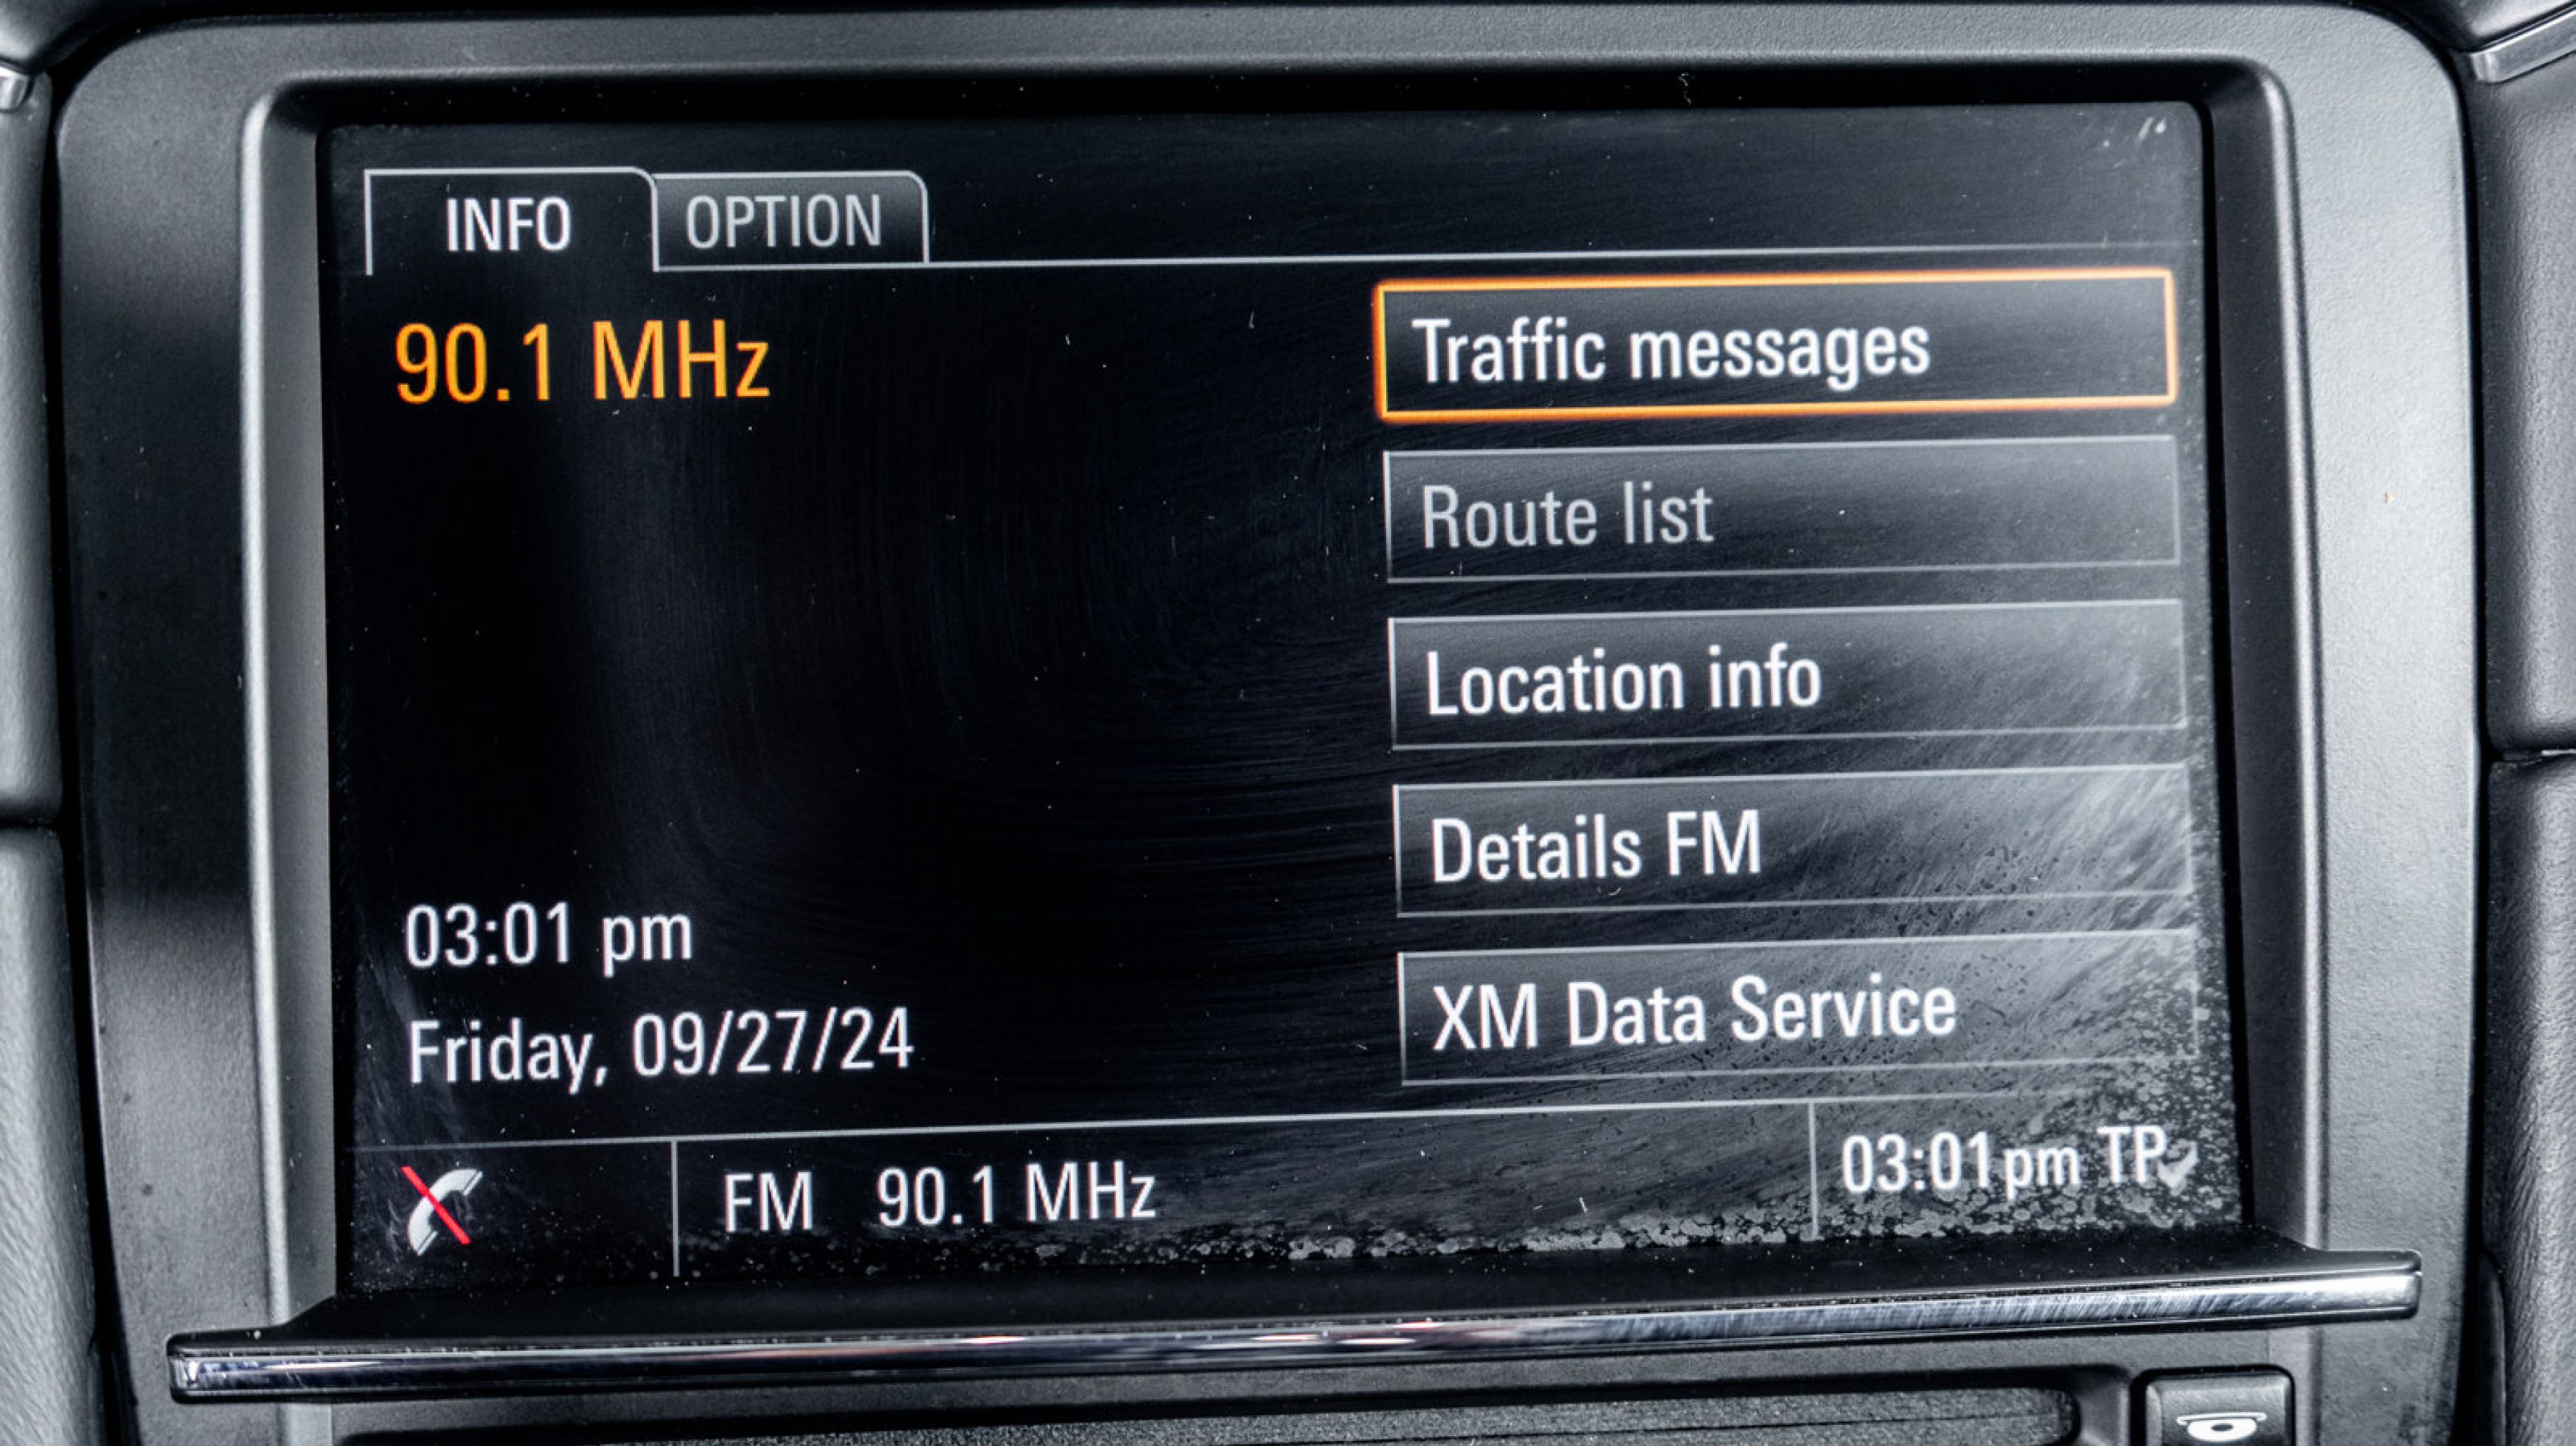 INFO OPTION
90.1 MHz
Traffic messages
Route list
Location info
Details FM
XM Data Service
03:01 pm
Friday, 09/27/24
FM 90.1 MHz
03:01pm TP